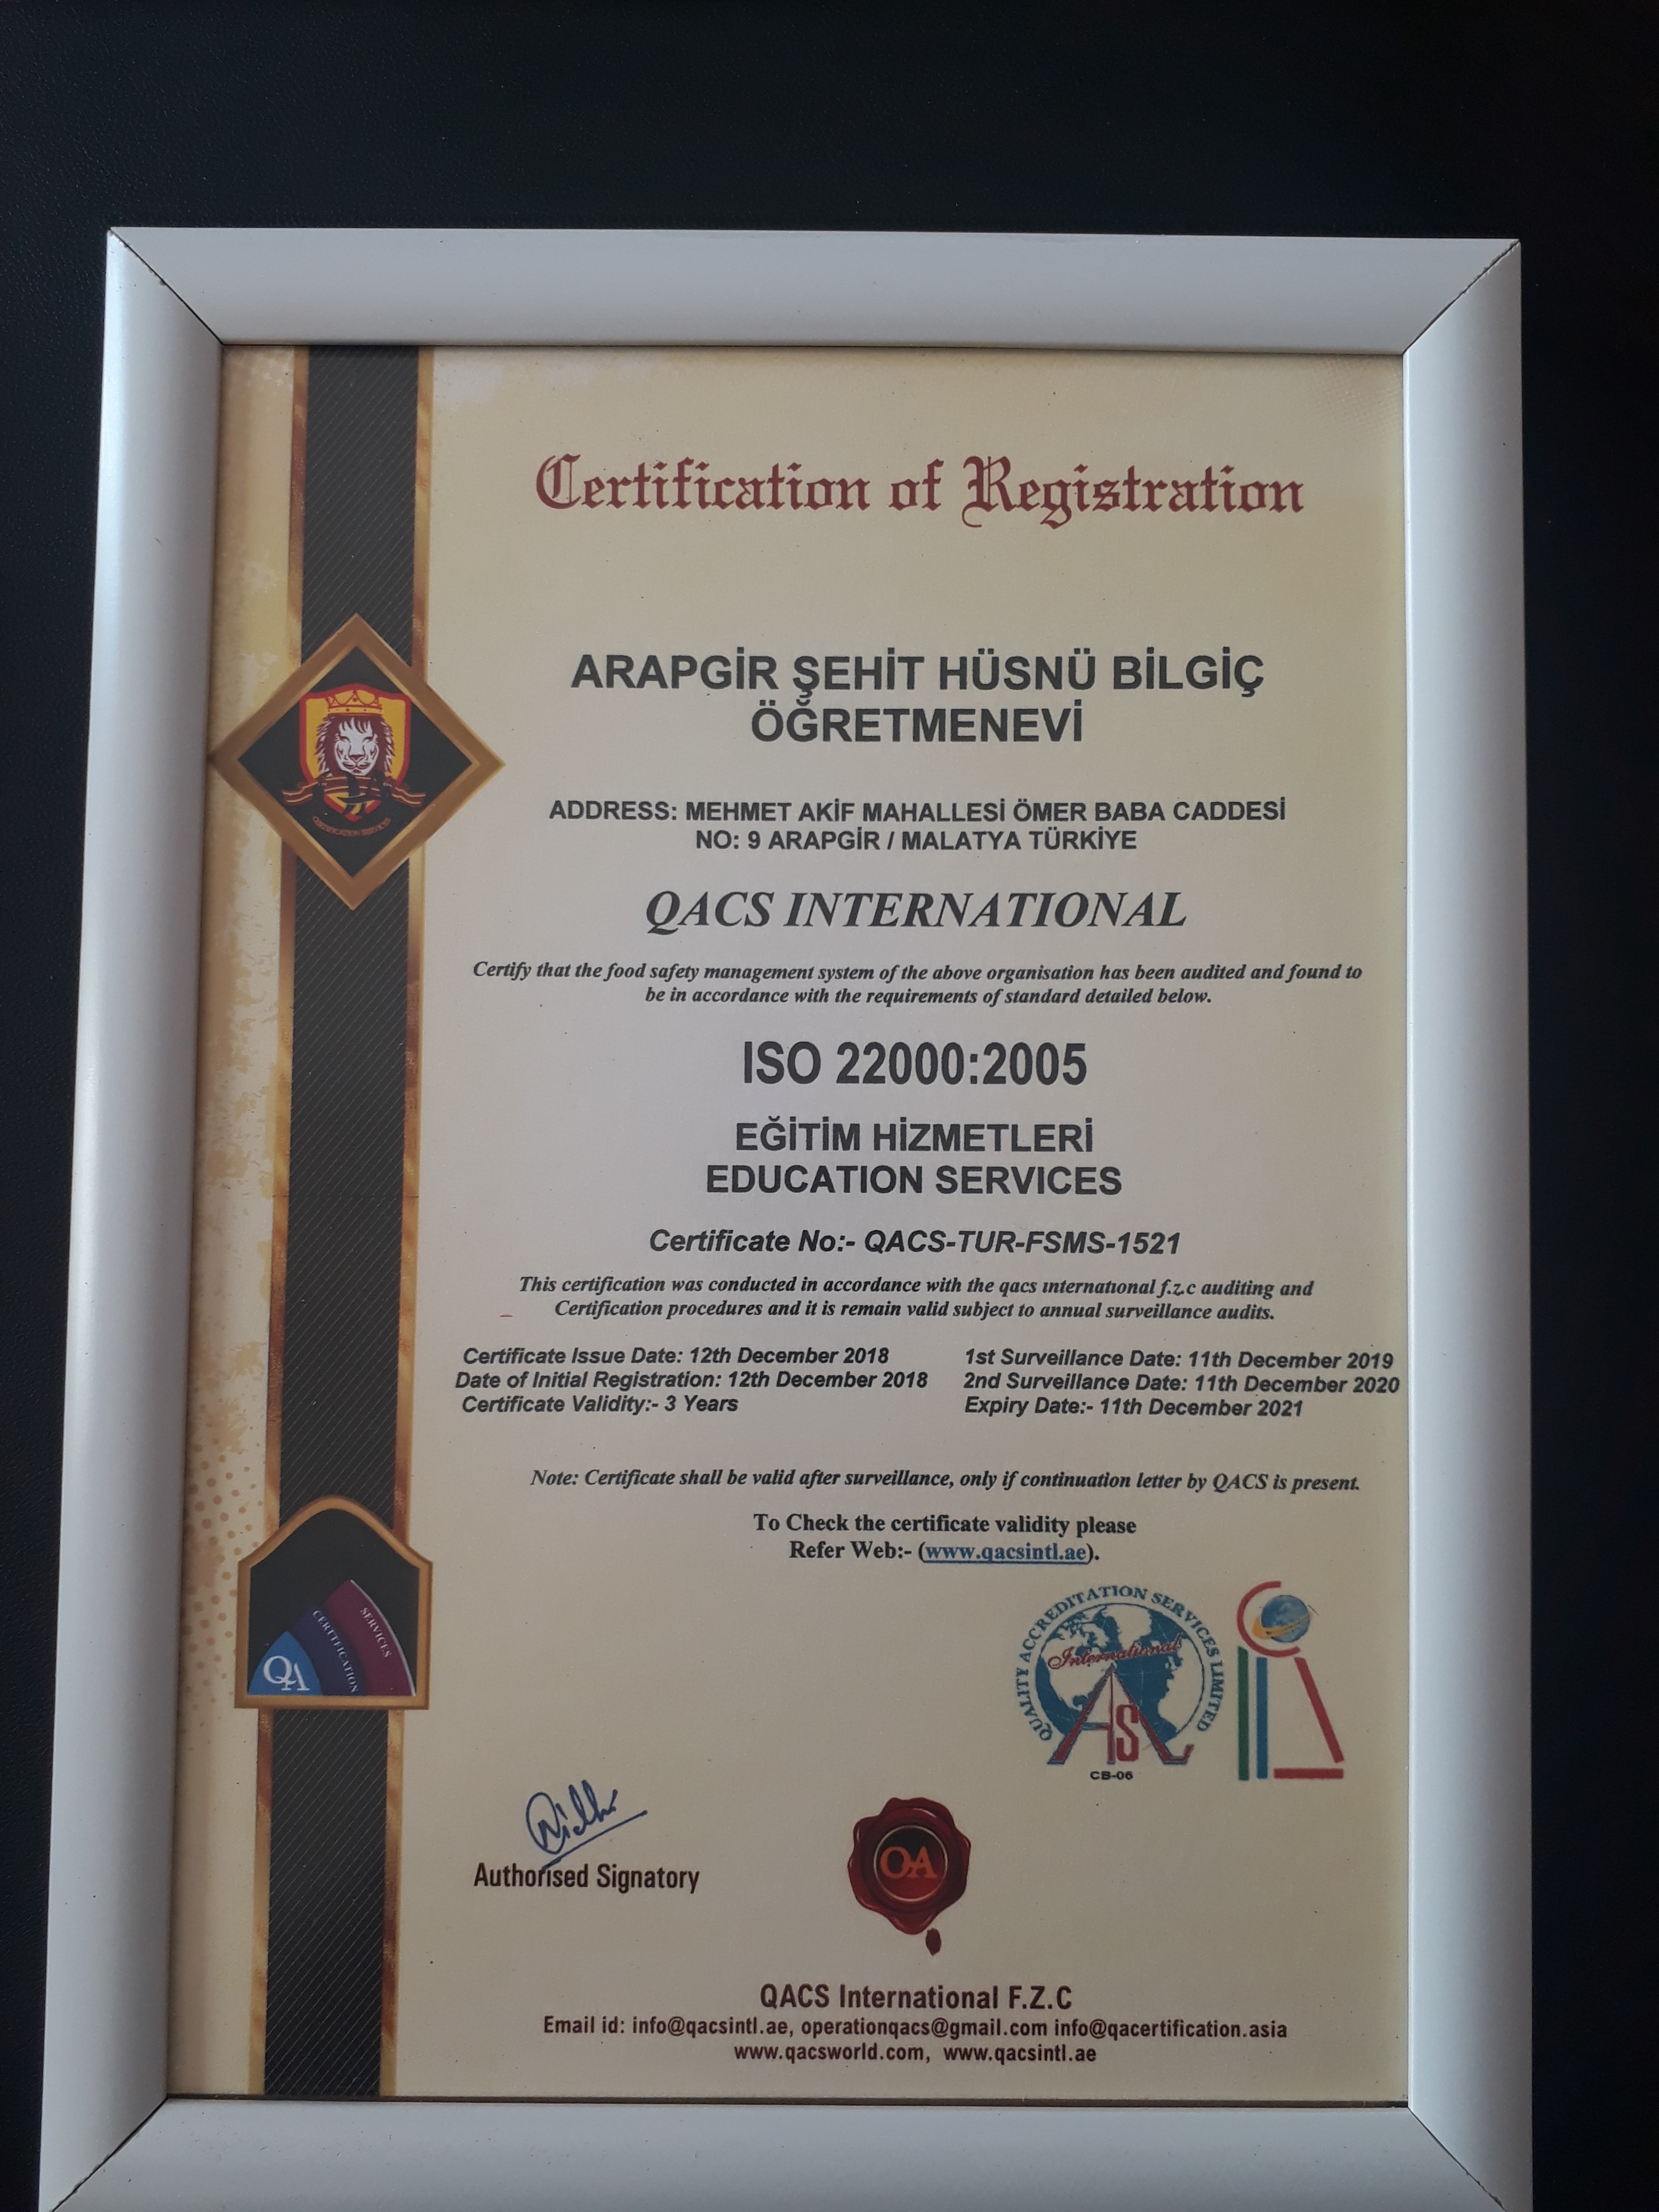 Certification of Registration
ARAPGİR ŞEHİT HÜSNÜ BİLGİÇ
ÖĞRETMENEVİ
ADDRESS: MEHMET AKİF MAHALLESİ ÖMER BABA CADDESİ
NO: 9 ARAPGİR / MALATYA TÜRKİYE
QACS INTERNATIONAL
Certify that the food safety management system of the above organisation has been audited and found to
be in accordance with the requirements of standard detailed below.
ISO 22000:2005
EĞİTİM HİZMETLERİ
EDUCATION SERVICES
Certificate No:- QACS-TUR-FSMS-1521
This certification was conducted in accordance with the qacs ınternatıonal f.z.c auditing and
Certification procedures and it is remain valid subject to annual surveillance audits.
Certificate Issue Date: 12th December 2018
Date of Initial Registration: 12th December 2018
Certificate Validity:- 3 Years
1st Surveillance Date: 11th December 2019
2nd Surveillance Date: 11th December 2020
Expiry Date:- 11th December 2021
Note: Certificate shall be valid after surveillance, only if continuation letter by QACS is present.
To Check the certificate validity please
Refer Web:- (www.qacsintl.ae).
QA
CERTIFICATION
SERVICES
QUALITY ACCREDITATION SERVICES LIMITED
International
CB-06
Authorised Signatory
QA
QACS International F.Z.C
Email id: info@qacsintl.ae, operationqacs@gmail.com info@qacertification.asia
www.qacsworld.com, www.qacsintl.ae